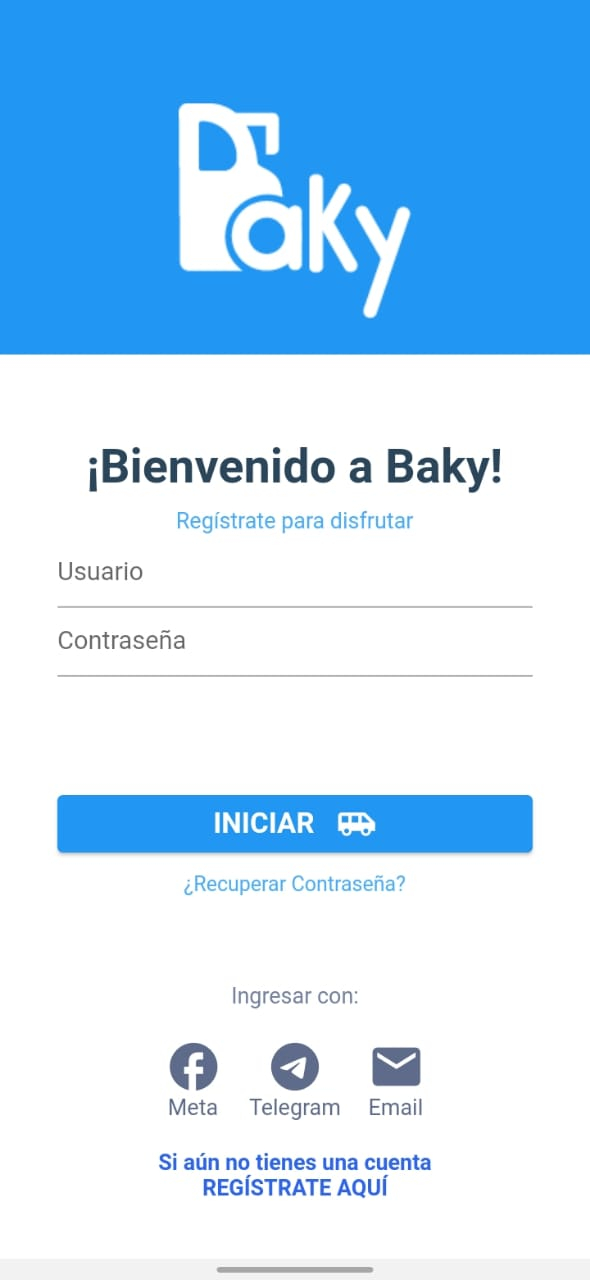 Baky
¡Bienvenido a Baky!
Regístrate para disfrutar
Usuario
Contraseña
INICIAR
¿Recuperar Contraseña?
Ingresar con:
Meta Telegram Email
Si aún no tienes una cuenta
REGÍSTRATE AQUÍ